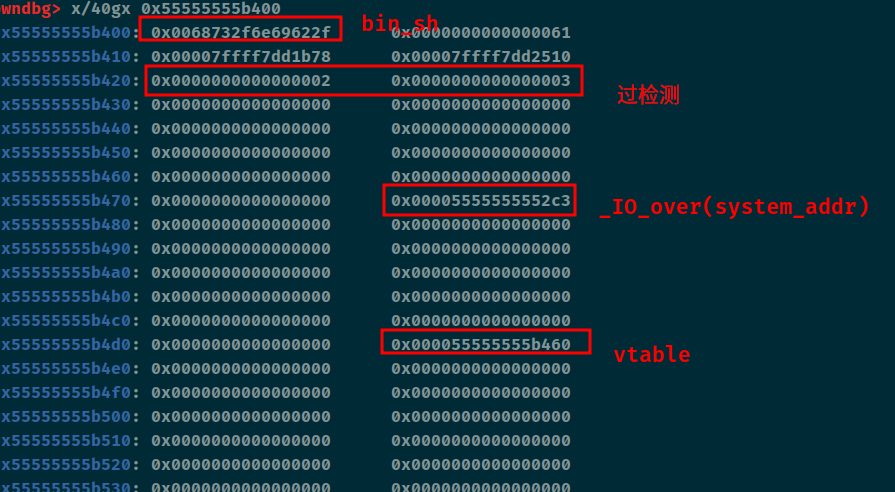 owndbg> x/40gx 0x55555555b400
x55555555b400: 0x0068732f6e69622f 0x0000000000000061 bin_sh
x55555555b410: 0x00007ffff7dd1b78 0x00007ffff7dd2510
x55555555b420: 0x0000000000000002 0x0000000000000003 过检测
x55555555b430: 0x0000000000000000 0x0000000000000000
x55555555b440: 0x0000000000000000 0x0000000000000000
x55555555b450: 0x0000000000000000 0x0000000000000000
x55555555b460: 0x0000000000000000 0x0000000000000000
x55555555b470: 0x0000000000000000 0x00005555555552c3 _IO_over(system_addr)
x55555555b480: 0x0000000000000000 0x0000000000000000
x55555555b490: 0x0000000000000000 0x0000000000000000
x55555555b4a0: 0x0000000000000000 0x0000000000000000
x55555555b4b0: 0x0000000000000000 0x0000000000000000
x55555555b4c0: 0x0000000000000000 0x0000000000000000
x55555555b4d0: 0x0000000000000000 0x000055555555b460 vtable
x55555555b4e0: 0x0000000000000000 0x0000000000000000
x55555555b4f0: 0x0000000000000000 0x0000000000000000
x55555555b500: 0x0000000000000000 0x0000000000000000
x55555555b510: 0x0000000000000000 0x0000000000000000
x55555555b520: 0x0000000000000000 0x0000000000000000
x55555555b530: 0x0000000000000000 0x0000000000000000